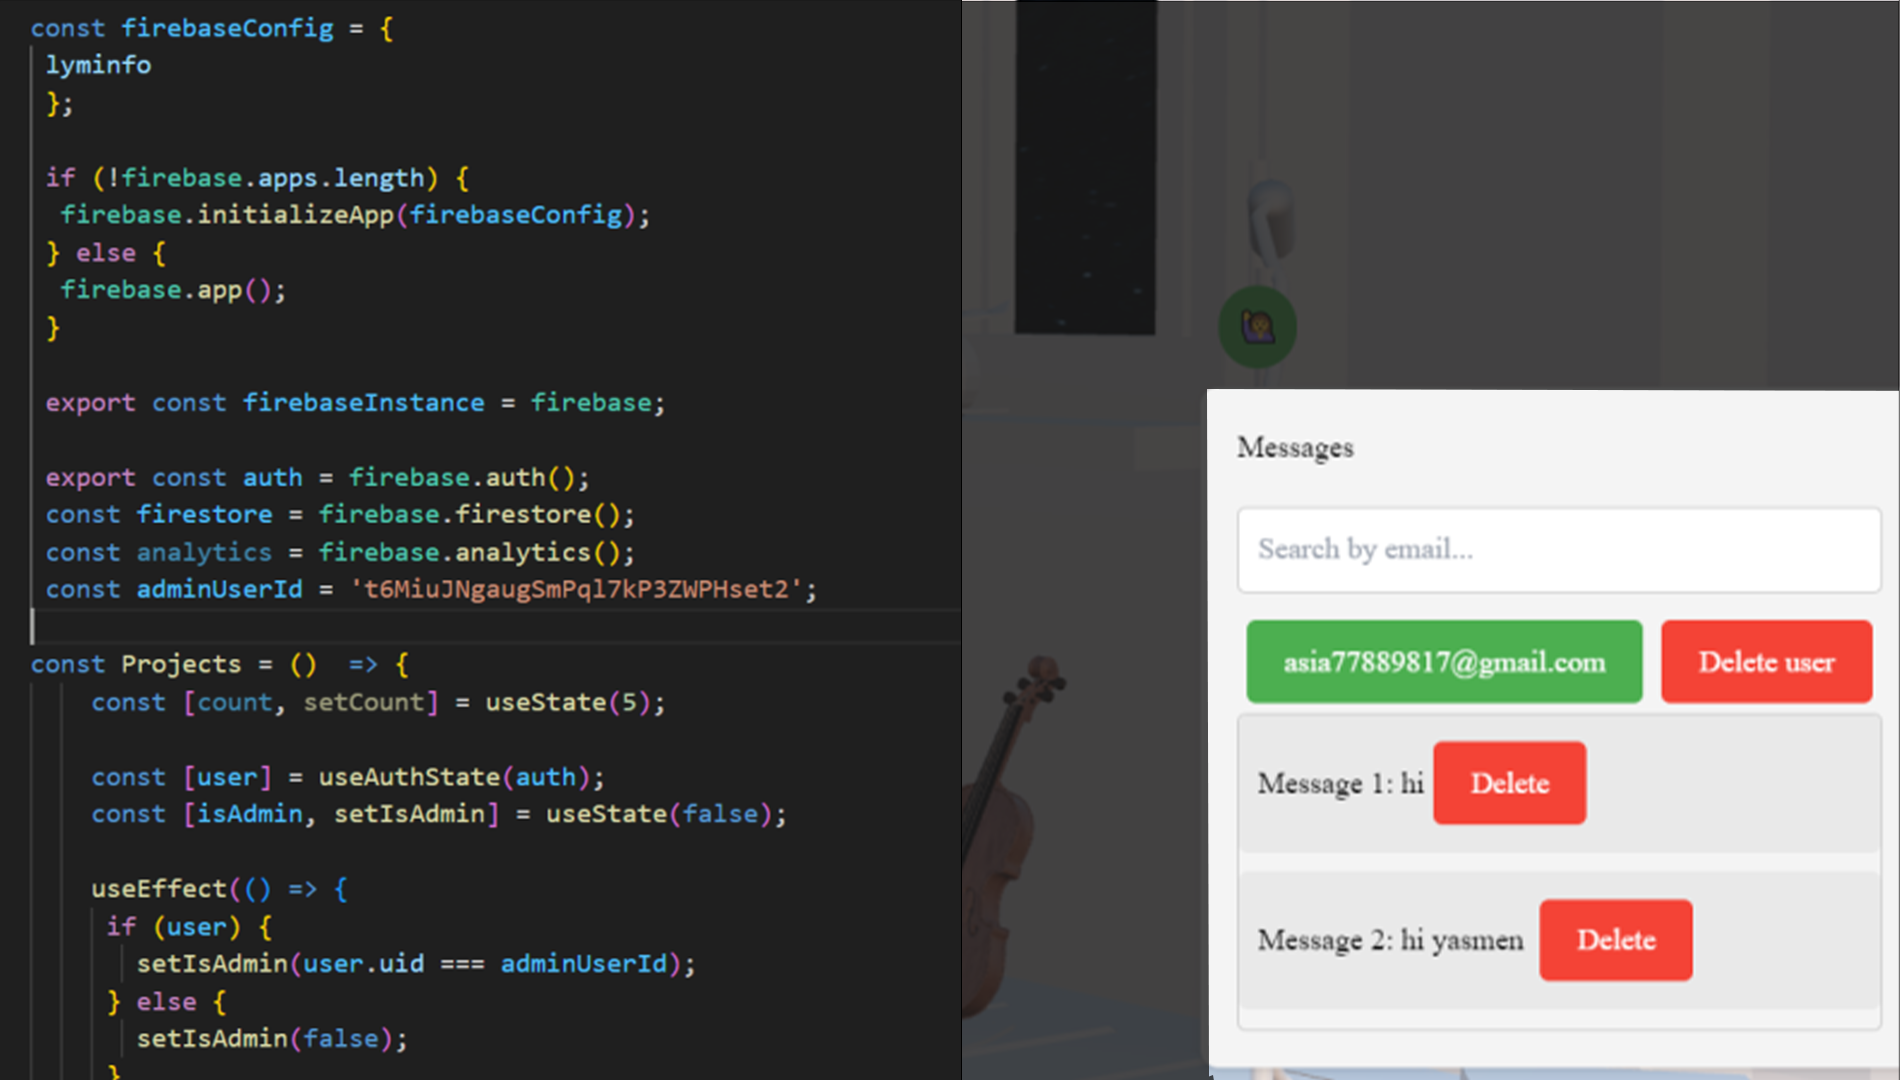 const firebaseConfig = {
lyminfo
};
if (!firebase.apps.length) {
firebase.initializeApp(firebaseConfig);
} else {
firebase.app();
}
export const firebaseInstance = firebase;
export const auth = firebase.auth();
const firestore = firebase.firestore();
const analytics = firebase.analytics();
const adminUserId = 't6MiuJNgaugSmPql7kP3ZWPHset2';
const Projects = () => {
const [count, setCount] = useState(5);
const [user] = useAuthState(auth);
const [isAdmin, setIsAdmin] = useState(false);
useEffect(() => {
if (user) {
setIsAdmin(user.uid === adminUserId);
} else {
setIsAdmin(false);
}
Messages
Search by email...
asia77889817@gmail.com Delete user
Message 1: hi Delete
Message 2: hi yasmen Delete